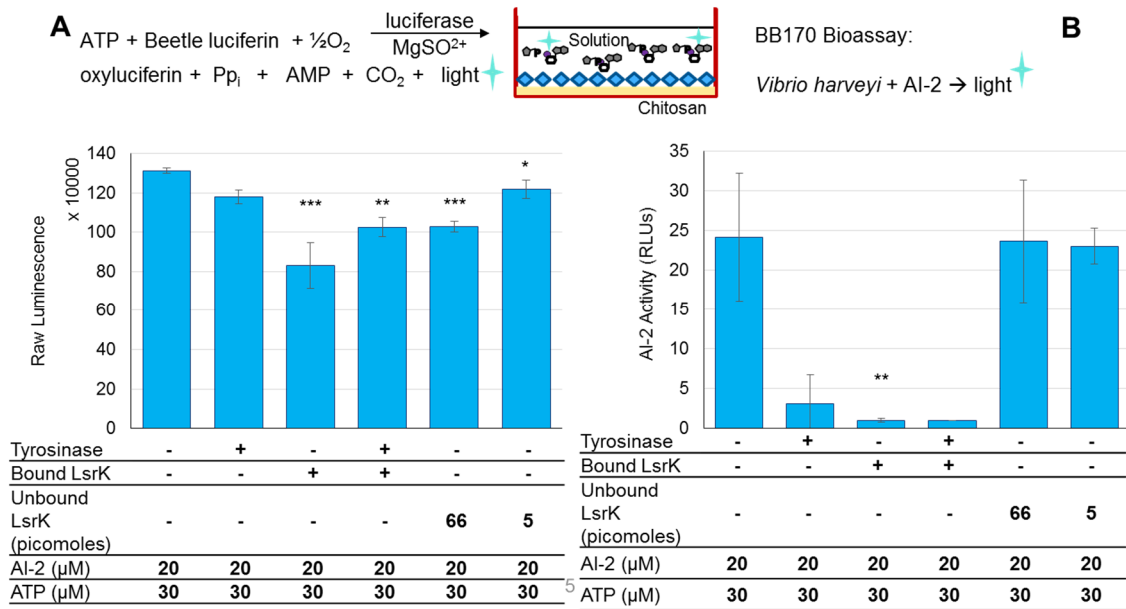 A
ATP + Beetle luciferin + ½O₂ luciferase MgSO²⁺
oxyluciferin + Ppᵢ + AMP + CO₂ + light
Solution
Chitosan
140
120
100
80
60
40
20
0
Raw Luminescence
x 10000
***
**
***
*
Tyrosinase - + - + - -
Bound LsrK - - + + - -
Unbound
LsrK
(picomoles) - - - - 66 5
AI-2 (µM) 20 20 20 20 20 20
ATP (µM) 30 30 30 30 30 30
5
B
BB170 Bioassay:
Vibrio harveyi + AI-2 → light
35
30
25
20
15
10
5
0
AI-2 Activity (RLUs)
**
Tyrosinase - + - + - -
Bound LsrK - - + + - -
Unbound
LsrK
(picomoles) - - - - 66 5
AI-2 (µM) 20 20 20 20 20 20
ATP (µM) 30 30 30 30 30 30